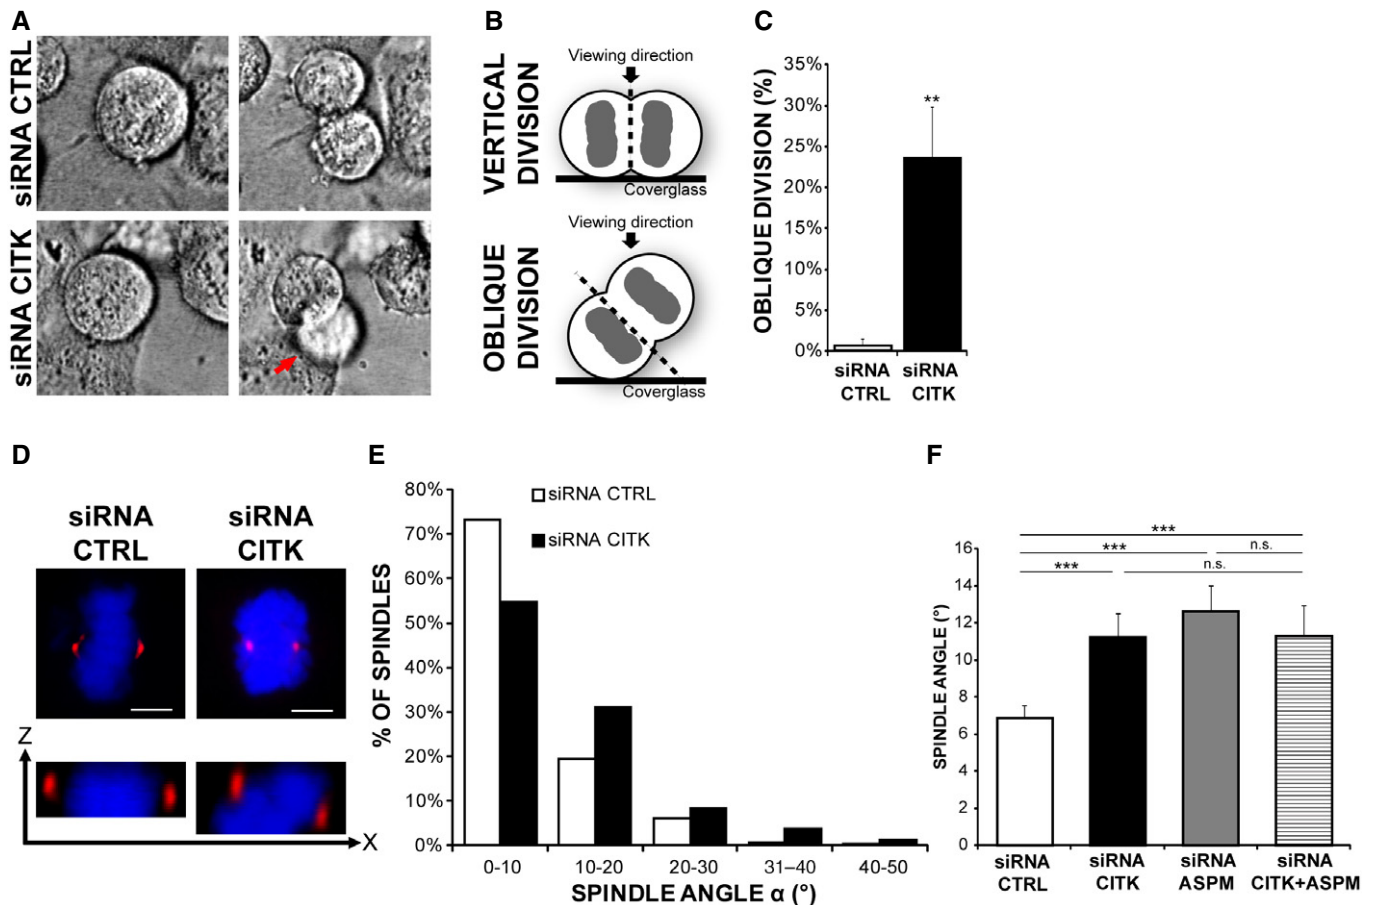 A
siRNA CTRL
siRNA CITK
B
VERTICAL
DIVISION
Viewing direction
Coverglass
OBLIQUE
DIVISION
Viewing direction
Coverglass
C
OBLIQUE DIVISION (%)
35%
30%
25%
20%
15%
10%
5%
0%
**
siRNA
CTRL
siRNA
CITK
D
siRNA
CTRL
siRNA
CITK
Z
X
E
% OF SPINDLES
80%
70%
60%
50%
40%
30%
20%
10%
0%
siRNA CTRL
siRNA CITK
0-10
10-20
20-30
31–40
40-50
SPINDLE ANGLE α (°)
F
SPINDLE ANGLE (°)
16
14
12
10
8
6
4
2
0
***
***
n.s.
***
n.s.
siRNA
CTRL
siRNA
CITK
siRNA
ASPM
siRNA
CITK+ASPM